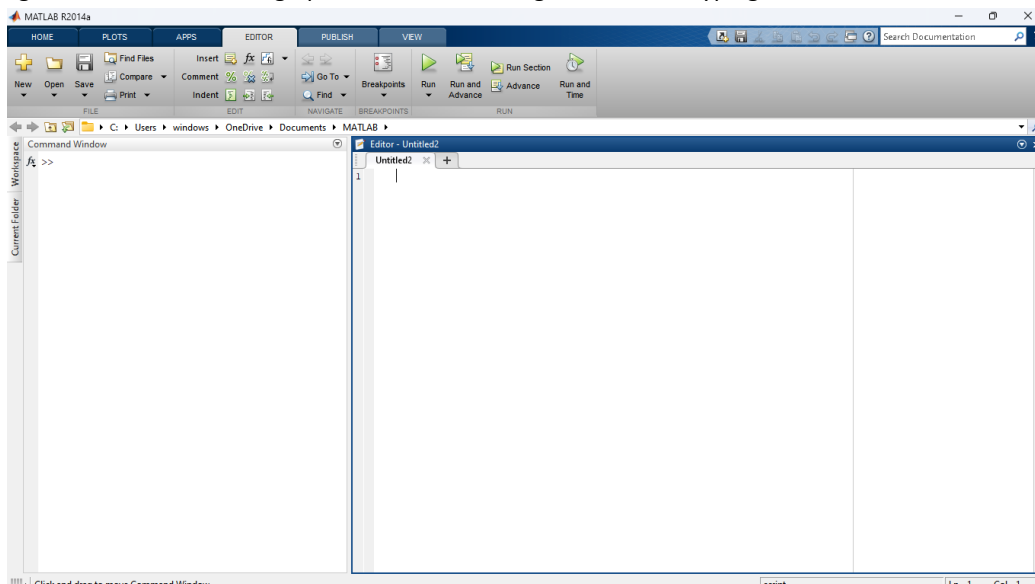 MATLAB R2014a
HOME PLOTS APPS EDITOR PUBLISH VIEW
Search Documentation
New Open Save
Find Files
Compare
Print
FILE
Insert fx
Comment
Indent
EDIT
Go To
Find
NAVIGATE
Breakpoints
BREAKPOINTS
Run Run and Advance
Run Section
Advance
Run and Time
RUN
C: Users windows OneDrive Documents MATLAB
Workspace
Current Folder
Command Window
fx >>
Editor - Untitled2
Untitled2 +
1
Click and drag to move Command Window
script
Ln 1 Col 1